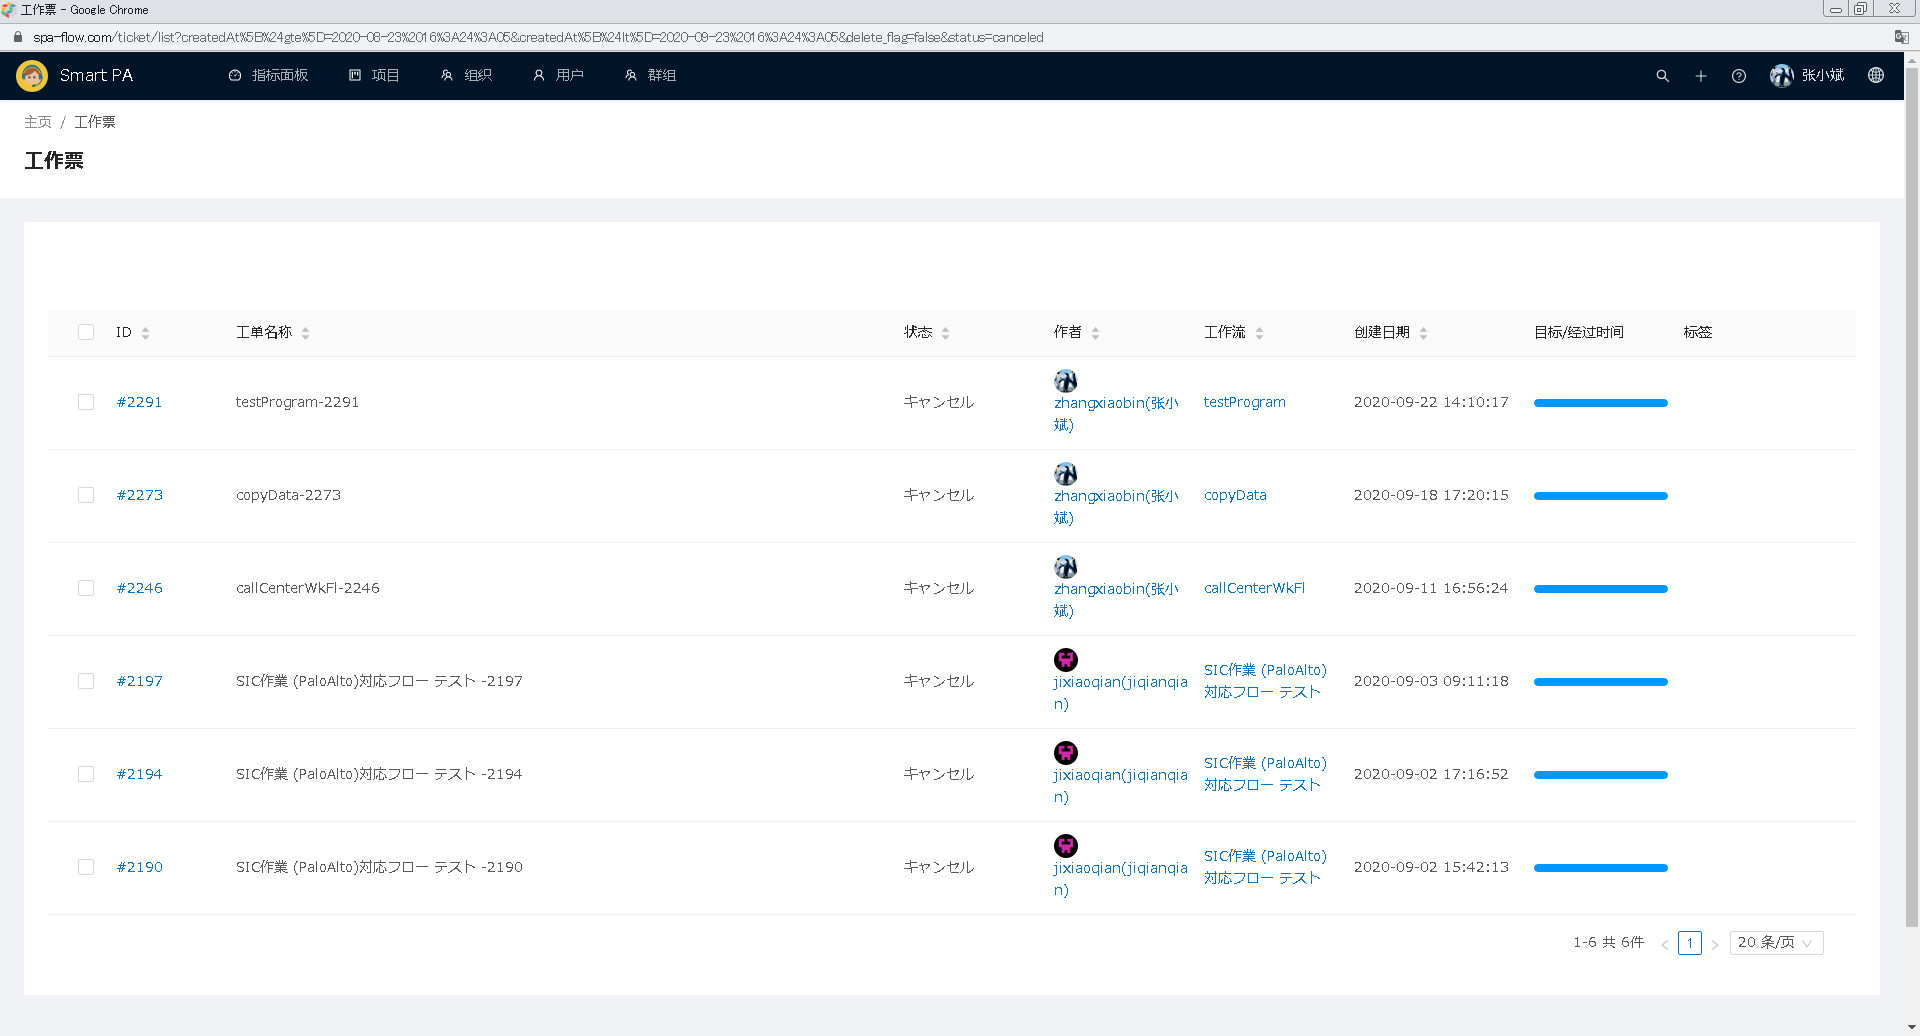 工作票 - Google Chrome
spa-flow.com/ticket/list?createdAt%5B%24gte%5D=2020-08-23%2016%3A24%3A05&createdAt%5B%24lt%5D=2020-09-23%2016%3A24%3A05&delete_flag=false&status=canceled
Smart PA 指标面板 项目 组织 用户 群组 张小斌
主页 / 工作票
工作票
ID 工单名称 状态 作者 工作流 创建日期 目标/经过时间 标签
#2291 testProgram-2291 キャンセル zhangxiaobin(张小斌) testProgram 2020-09-22 14:10:17
#2273 copyData-2273 キャンセル zhangxiaobin(张小斌) copyData 2020-09-18 17:20:15
#2246 callCenterWkFl-2246 キャンセル zhangxiaobin(张小斌) callCenterWkFl 2020-09-11 16:56:24
#2197 SIC作業 (PaloAlto)対応フロー テスト -2197 キャンセル jixiaoqian(jiqianqian) SIC作業 (PaloAlto)対応フロー テスト 2020-09-03 09:11:18
#2194 SIC作業 (PaloAlto)対応フロー テスト -2194 キャンセル jixiaoqian(jiqianqian) SIC作業 (PaloAlto)対応フロー テスト 2020-09-02 17:16:52
#2190 SIC作業 (PaloAlto)対応フロー テスト -2190 キャンセル jixiaoqian(jiqianqian) SIC作業 (PaloAlto)対応フロー テスト 2020-09-02 15:42:13
1-6 共 6件 < 1 > 20 条/页